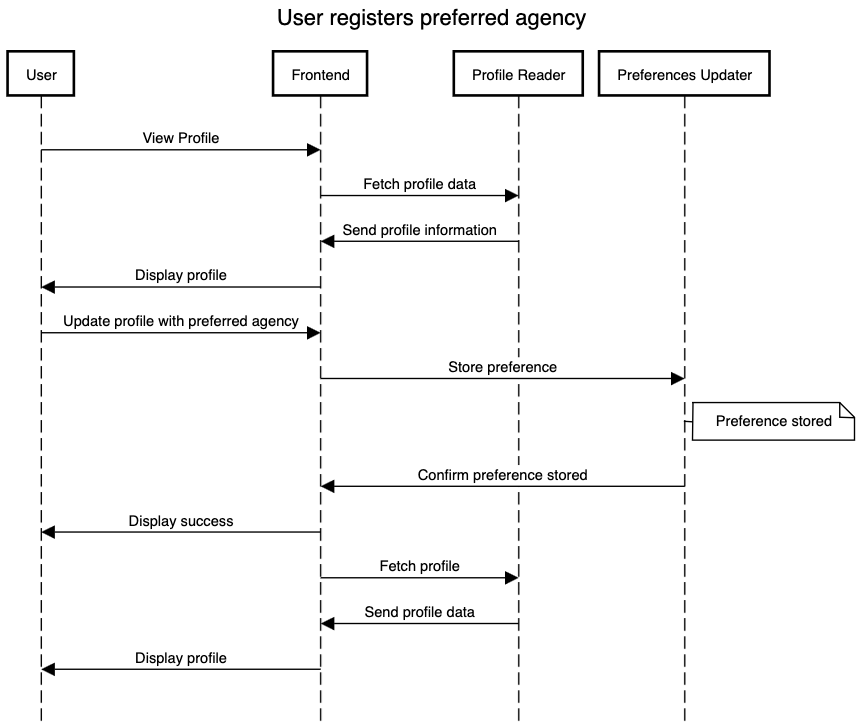 User registers preferred agency
User
Frontend
Profile Reader
Preferences Updater
View Profile
Fetch profile data
Send profile information
Display profile
Update profile with preferred agency
Store preference
Preference stored
Confirm preference stored
Display success
Fetch profile
Send profile data
Display profile